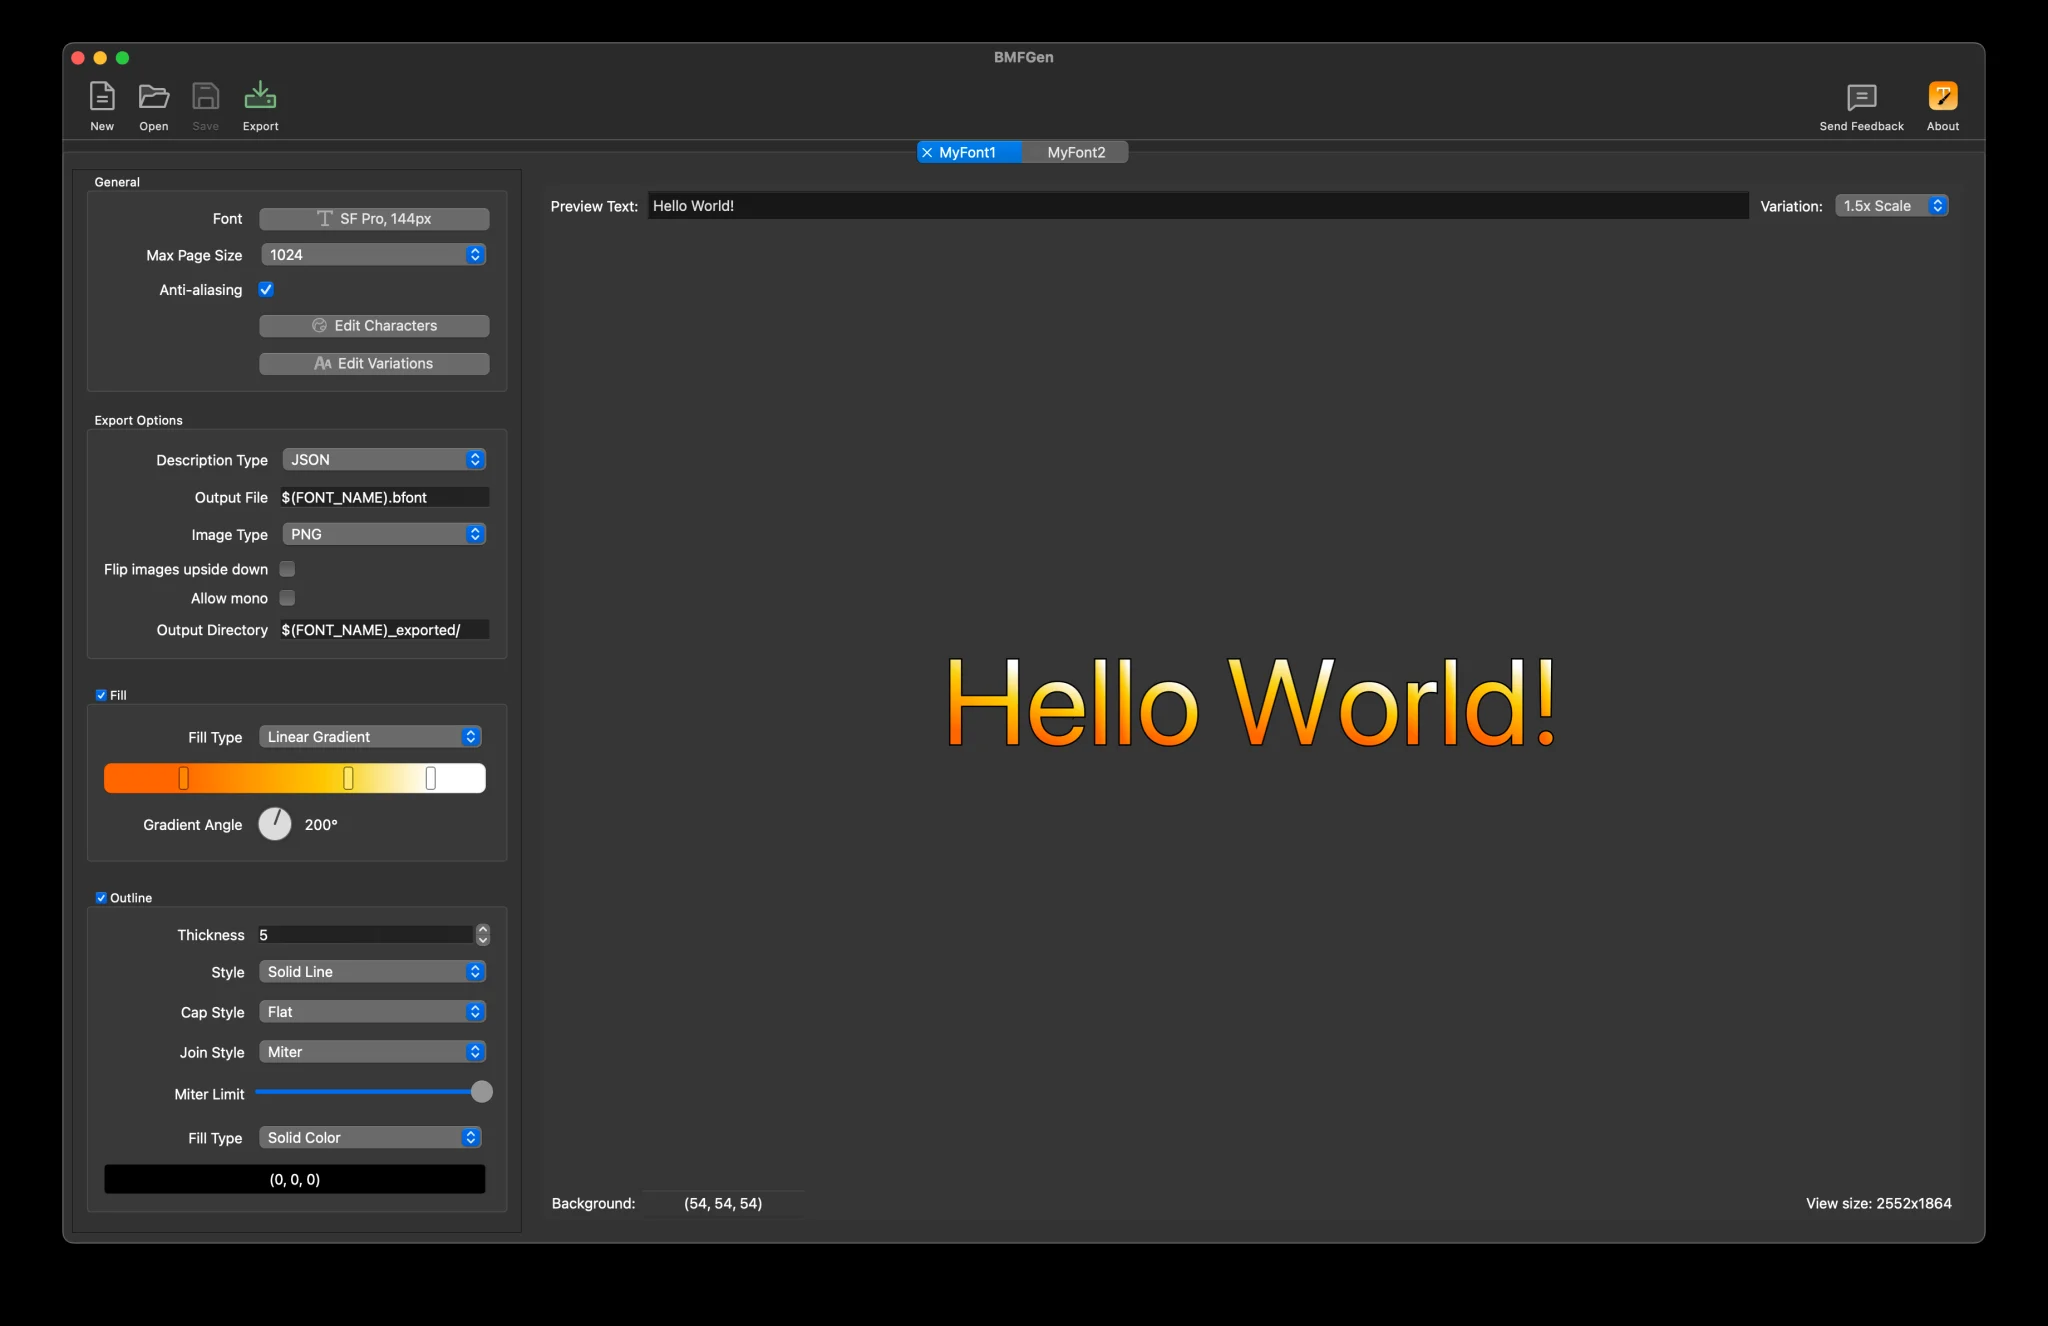 BMFGen
New Open Save Export Send Feedback About
MyFont1 MyFont2
General
Font SF Pro, 144px
Max Page Size 1024
Anti-aliasing
Edit Characters
Edit Variations
Export Options
Description Type JSON
Output File $(FONT_NAME).bfont
Image Type PNG
Flip images upside down
Allow mono
Output Directory $(FONT_NAME)_exported/
Fill
Fill Type Linear Gradient
Gradient Angle 200°
Outline
Thickness 5
Style Solid Line
Cap Style Flat
Join Style Miter
Miter Limit
Fill Type Solid Color
(0, 0, 0)
Preview Text: Hello World! Variation: 1.5x Scale
Hello World!
Background: (54, 54, 54) View size: 2552x1864